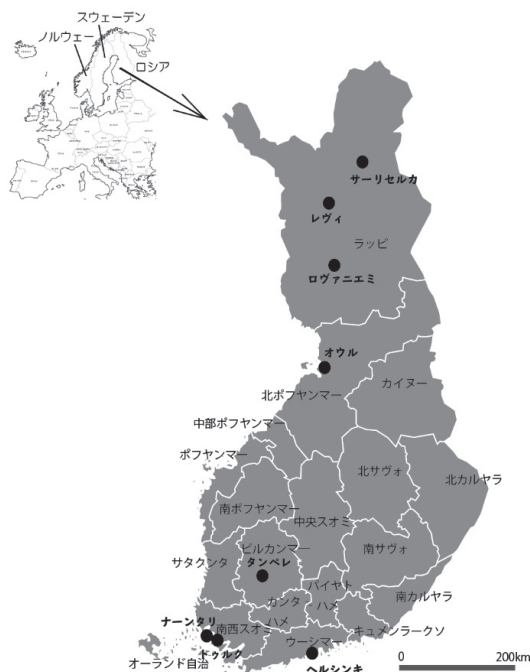 スウェーデン
ノルウェー
ロシア
サーリセルカ
レヴィ
ラッピ
ロヴァニエミ
オウル
カイヌー
北ポフヤンマー
中部ポフヤンマー
ポフヤンマー
北サヴォ
北カルヤラ
南ポフヤンマー
中央スオミ
ピルカンマー
南サヴォ
サタクンタ
タンペレ
パイヤト
ハメ
南カルヤラ
カンタ・
ハメ
ナーンタリ
南西スオミ
キュメンラークソ
ウーシマー
トゥルク
オーランド自治
ヘルシンキ
0
200km